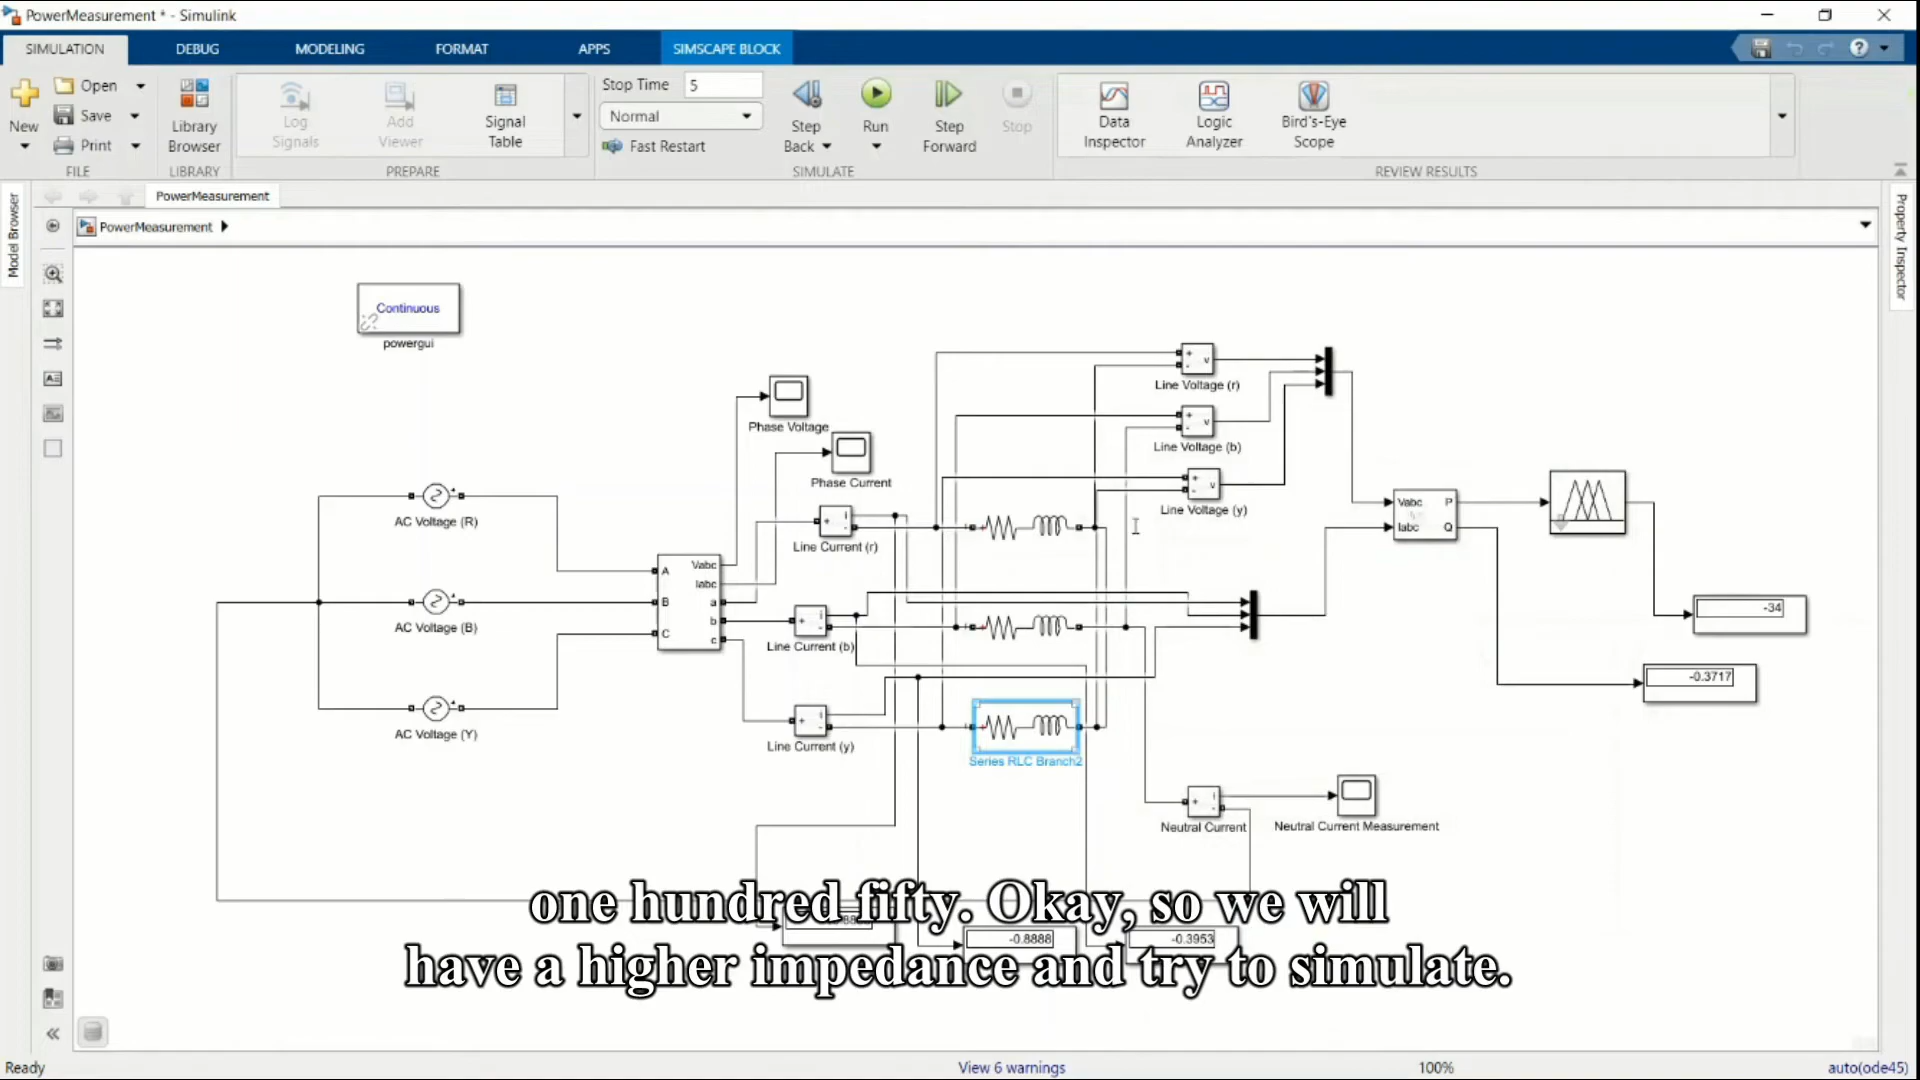 PowerMeasurement * - Simulink
SIMULATION
DEBUG
MODELING
FORMAT
APPS
SIMSCAPE BLOCK
New
Open
Save
Print
FILE
Library
Browser
LIBRARY
Log
Signals
Add
Viewer
Signal
Table
PREPARE
Stop Time 5
Normal
Fast Restart
Step
Back
Run
Step
Forward
Stop
SIMULATE
Data
Inspector
Logic
Analyzer
Bird's-Eye
Scope
REVIEW RESULTS
PowerMeasurement
PowerMeasurement
Model Browser
Property Inspector
Continuous
powergui
Phase Voltage
Phase Current
Line Voltage (r)
Line Voltage (b)
Line Voltage (y)
AC Voltage (R)
AC Voltage (B)
AC Voltage (Y)
A
B
C
Vabc
Iabc
a
b
c
Line Current (r)
Line Current (b)
Line Current (y)
Series RLC Branch2
Vabc P
Iabc Q
-34
-0.3717
Neutral Current
Neutral Current Measurement
-0.8888
-0.3953
one hundred fifty. Okay, so we will
have a higher impedance and try to simulate.
Ready
View 6 warnings
100%
auto(ode45)